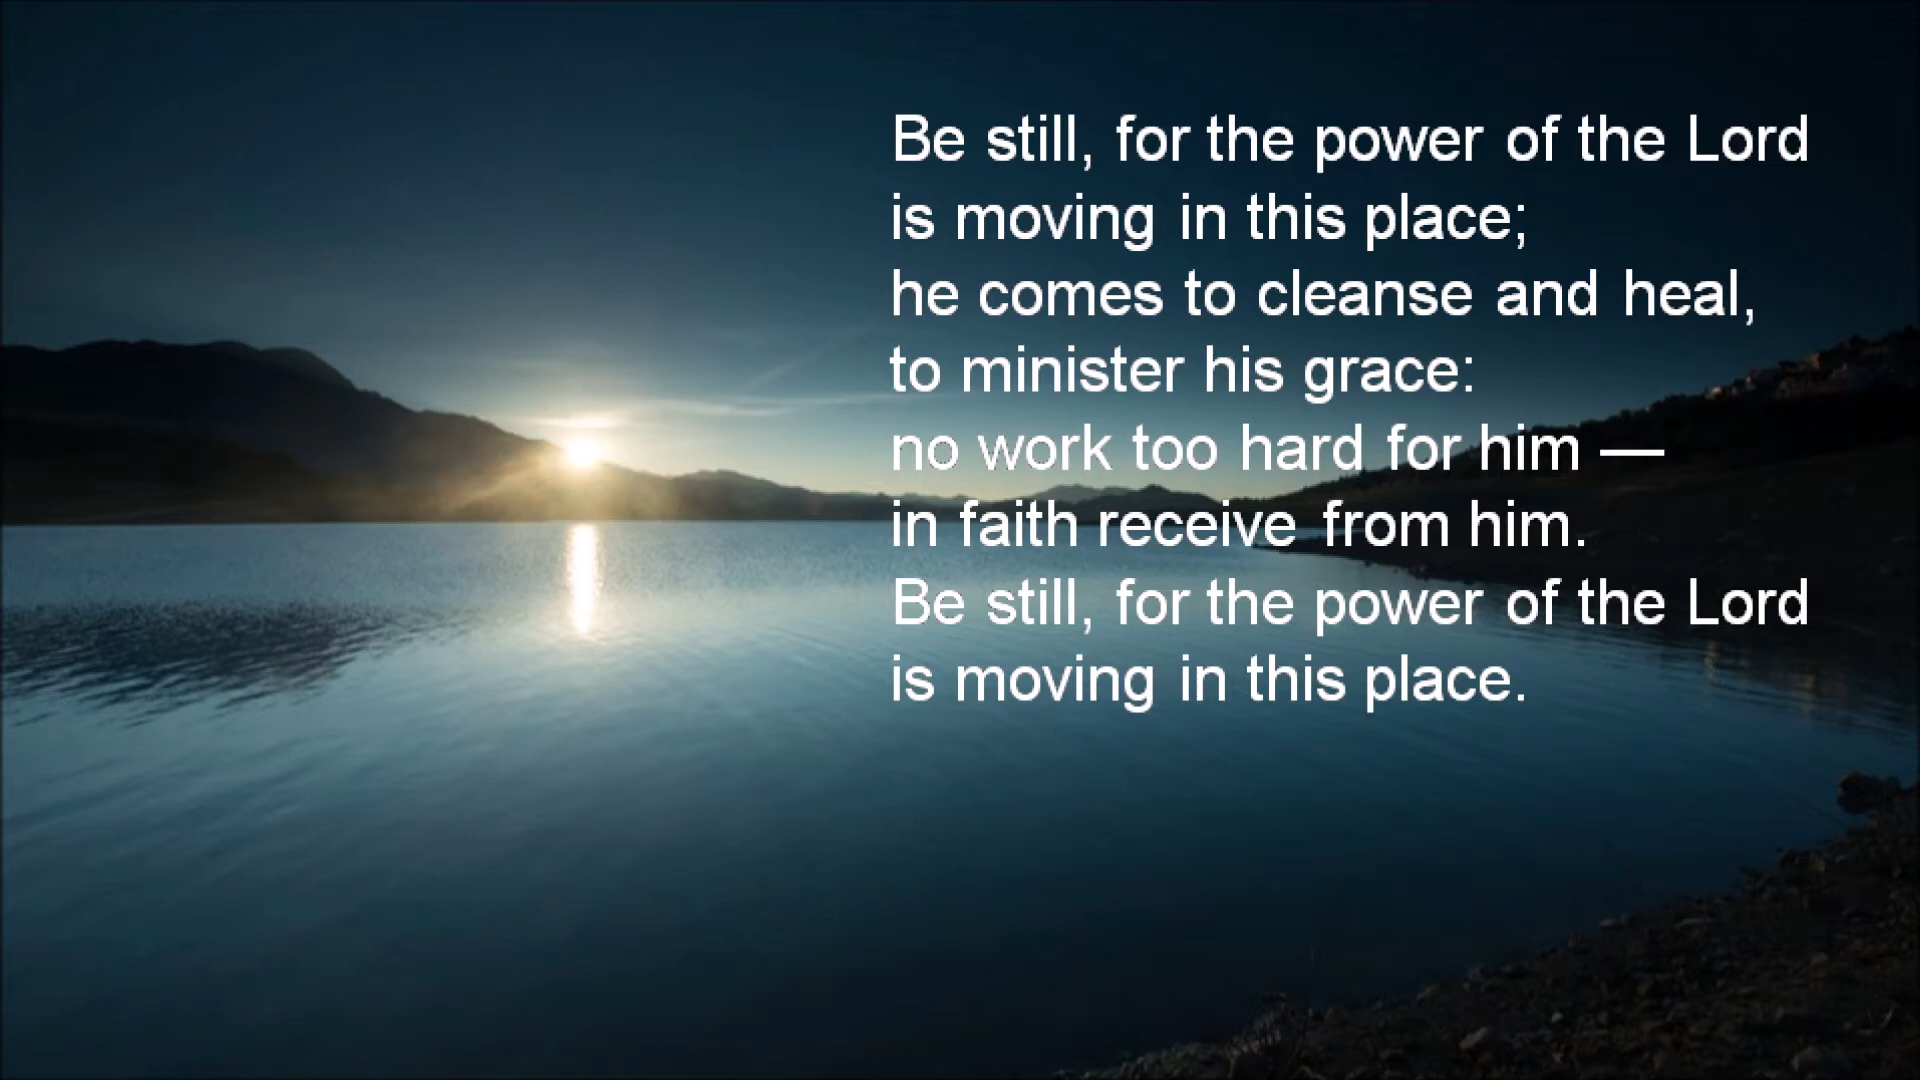 Be still, for the power of the Lord
is moving in this place;
he comes to cleanse and heal,
to minister his grace:
no work too hard for him —
in faith receive from him.
Be still, for the power of the Lord
is moving in this place.